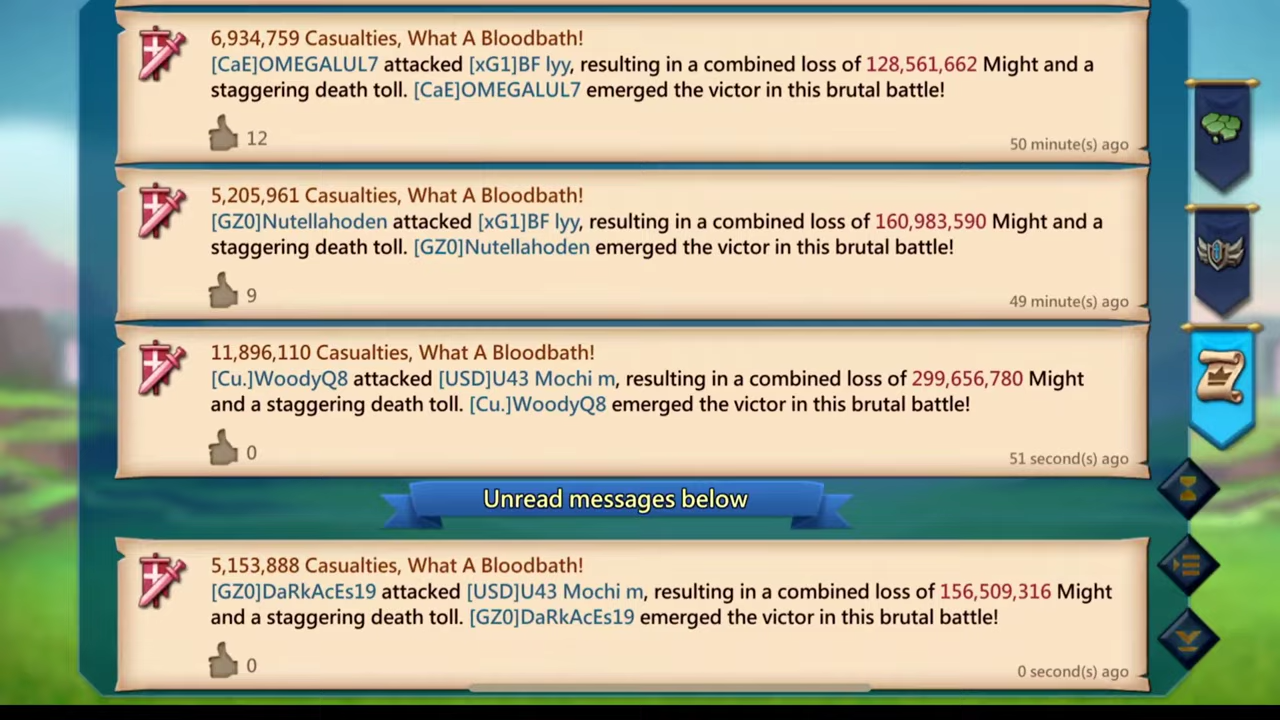 6,934,759 Casualties, What A Bloodbath!
[CaE]OMEGALUL7 attacked [xG1]BF lyy, resulting in a combined loss of 128,561,662 Might and a
staggering death toll. [CaE]OMEGALUL7 emerged the victor in this brutal battle!
12
50 minute(s) ago
5,205,961 Casualties, What A Bloodbath!
[GZ0]Nutellahoden attacked [xG1]BF lyy, resulting in a combined loss of 160,983,590 Might and a
staggering death toll. [GZ0]Nutellahoden emerged the victor in this brutal battle!
9
49 minute(s) ago
11,896,110 Casualties, What A Bloodbath!
[Cu.]WoodyQ8 attacked [USD]U43 Mochi m, resulting in a combined loss of 299,656,780 Might
and a staggering death toll. [Cu.]WoodyQ8 emerged the victor in this brutal battle!
0
51 second(s) ago
Unread messages below
5,153,888 Casualties, What A Bloodbath!
[GZ0]DaRkAcEs19 attacked [USD]U43 Mochi m, resulting in a combined loss of 156,509,316 Might
and a staggering death toll. [GZ0]DaRkAcEs19 emerged the victor in this brutal battle!
0
0 second(s) ago